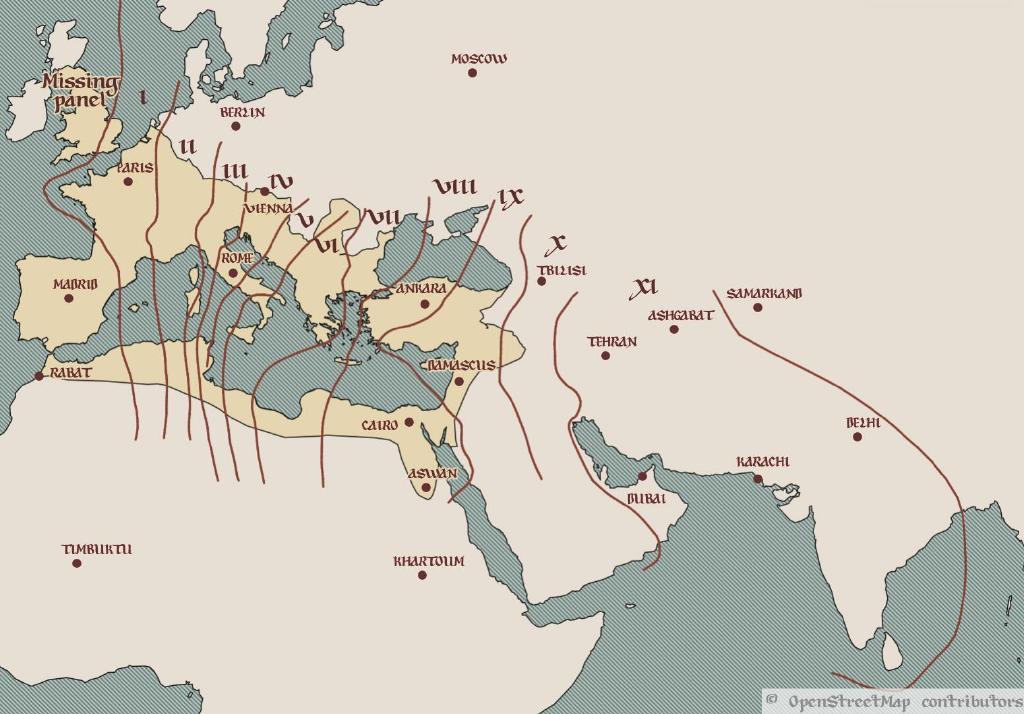 MOSCOW
Missing
panel
I
BERLIN
II
PARIS
III
IV
VIENNA
V
VI
VII
VIII
IX
X
XI
ROME
TBILISI
MADRID
ANKARA
SAMARKAND
ASHGABAT
TEHRAN
RABAT
DAMASCUS
CAIRO
DELHI
ASWAN
KARACHI
DUBAI
TIMBUKTU
KHARTOUM
© OpenStreetMap contributors